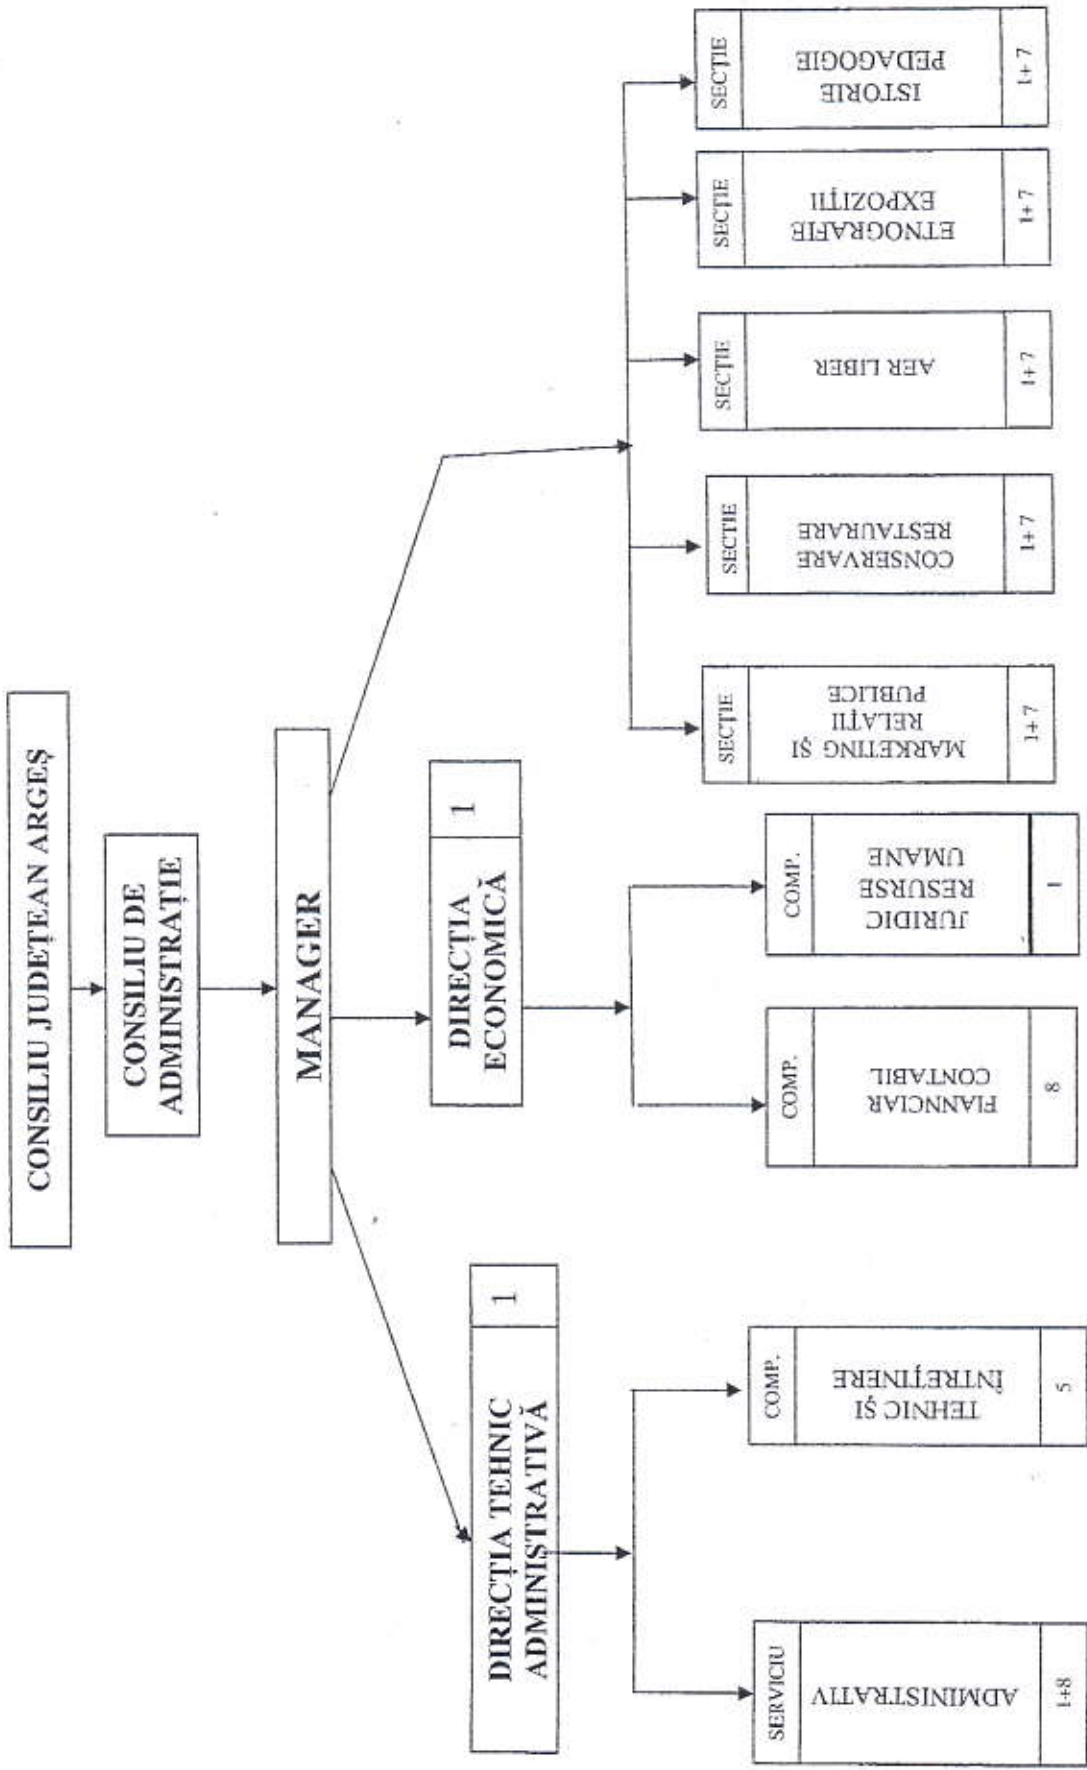 CONSILIU JUDEȚEAN ARGEȘ
CONSILIU DE
ADMINISTRAȚIE
MANAGER
DIRECȚIA TEHNIC
ADMINISTRATIVĂ
1
DIRECȚIA
ECONOMICĂ
1
SERVICIU
ADMINISTRATIV
1+8
COMP.
TEHNIC ȘI
ÎNTREȚINERE
5
COMP.
FIANNCIAR
CONTABIL
8
COMP.
JURIDIC
RESURSE
UMANE
1
SECȚIE
MARKETING ȘI
RELAȚII
PUBLICE
1+7
SECTIE
CONSERVARE
RESTAURARE
1+7
SECȚIE
AER LIBER
1+7
SECȚIE
ETNOGRAFIE
EXPOZIȚII
1+7
SECȚIE
ISTORIE
PEDAGOGIE
1+7